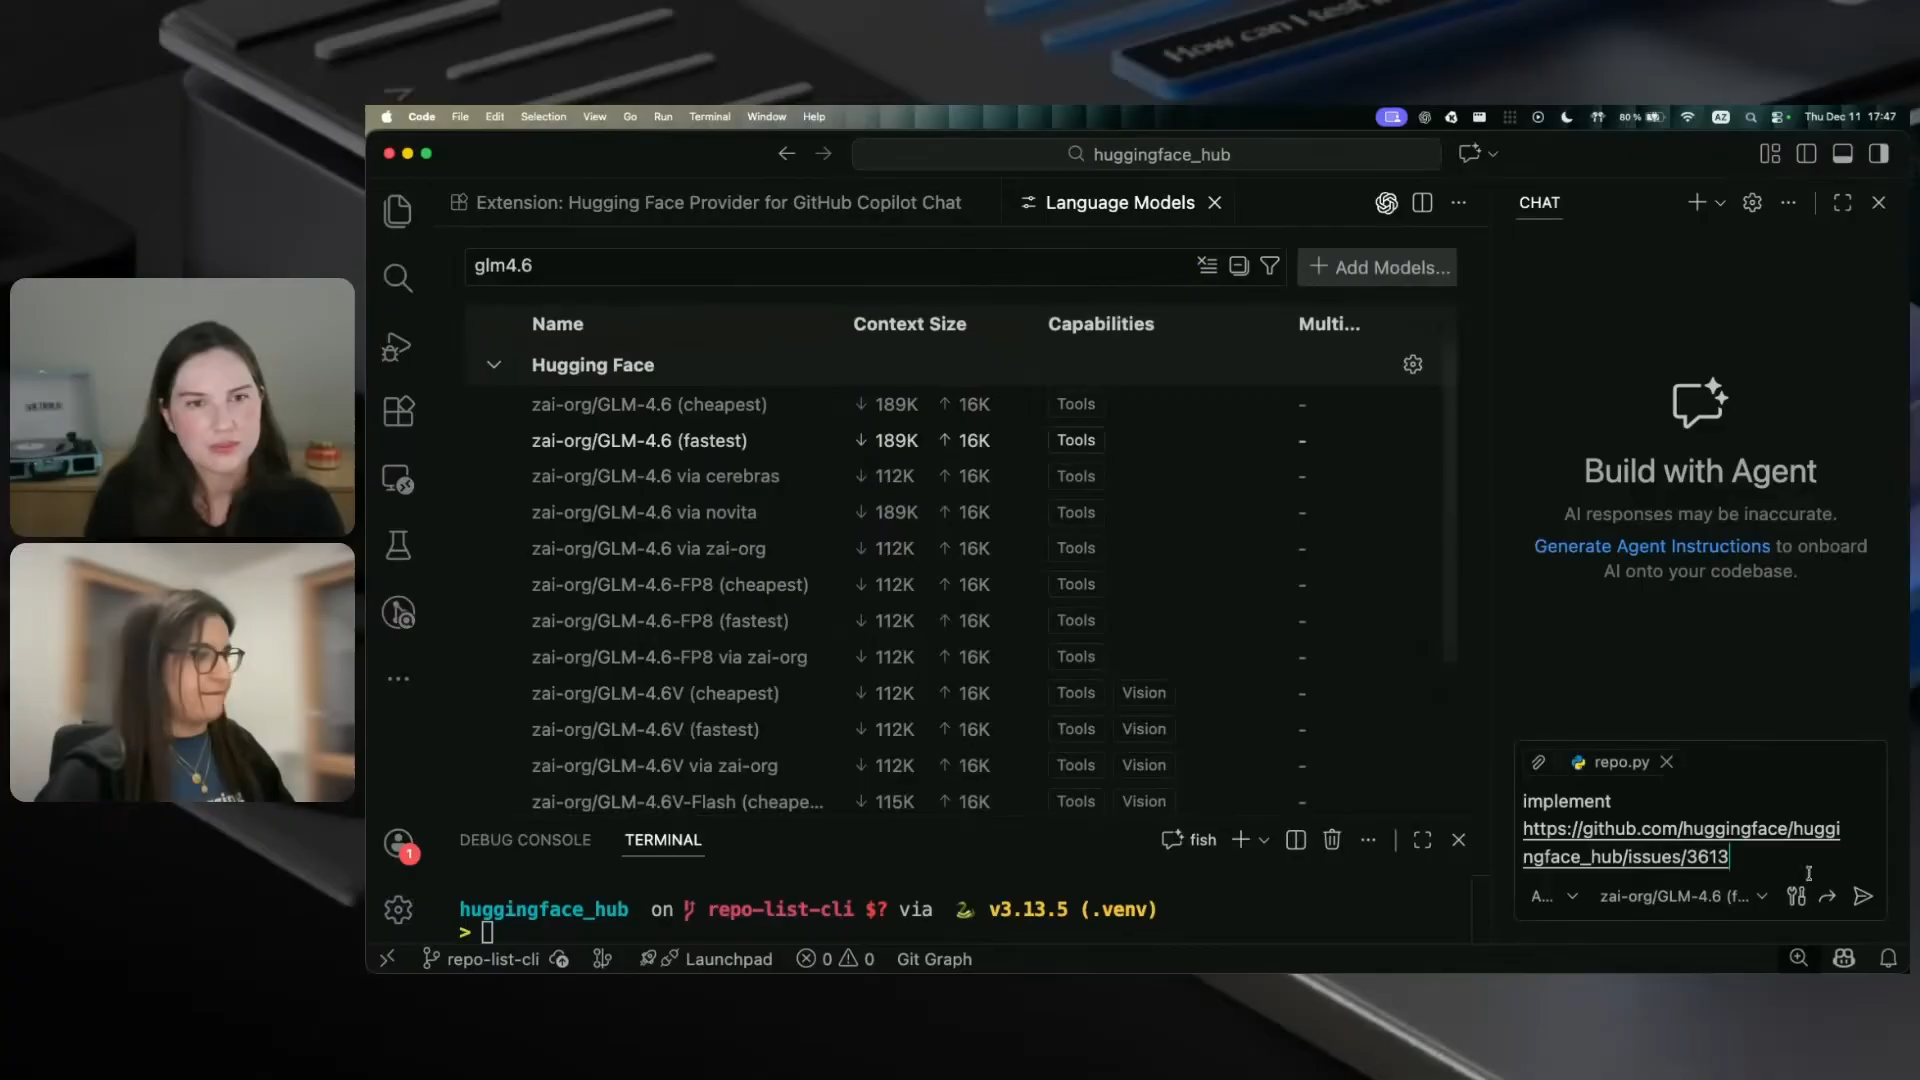 How can I test
Code File Edit Selection View Go Run Terminal Window Help
80 % AZ Thu Dec 11 17:47
huggingface_hub
Extension: Hugging Face Provider for GitHub Copilot Chat
Language Models
CHAT
glm4.6
+ Add Models...
Name Context Size Capabilities Multi...
Hugging Face
zai-org/GLM-4.6 (cheapest) ↓ 189K ↑ 16K Tools -
zai-org/GLM-4.6 (fastest) ↓ 189K ↑ 16K Tools -
zai-org/GLM-4.6 via cerebras ↓ 112K ↑ 16K Tools -
zai-org/GLM-4.6 via novita ↓ 189K ↑ 16K Tools -
zai-org/GLM-4.6 via zai-org ↓ 112K ↑ 16K Tools -
zai-org/GLM-4.6-FP8 (cheapest) ↓ 112K ↑ 16K Tools -
zai-org/GLM-4.6-FP8 (fastest) ↓ 112K ↑ 16K Tools -
zai-org/GLM-4.6-FP8 via zai-org ↓ 112K ↑ 16K Tools -
zai-org/GLM-4.6V (cheapest) ↓ 112K ↑ 16K Tools Vision -
zai-org/GLM-4.6V (fastest) ↓ 112K ↑ 16K Tools Vision -
zai-org/GLM-4.6V via zai-org ↓ 112K ↑ 16K Tools Vision -
zai-org/GLM-4.6V-Flash (cheape... ↓ 115K ↑ 16K Tools Vision -
Build with Agent
AI responses may be inaccurate.
Generate Agent Instructions to onboard
AI onto your codebase.
repo.py
implement
https://github.com/huggingface/huggi
ngface_hub/issues/3613
A... zai-org/GLM-4.6 (f...
DEBUG CONSOLE TERMINAL
fish
huggingface_hub on repo-list-cli $? via v3.13.5 (.venv)
>
1
repo-list-cli Launchpad 0 0 Git Graph